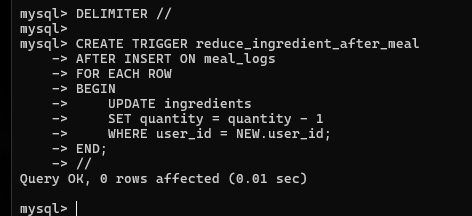 mysql> DELIMITER //
mysql>
mysql> CREATE TRIGGER reduce_ingredient_after_meal
    -> AFTER INSERT ON meal_logs
    -> FOR EACH ROW
    -> BEGIN
    ->     UPDATE ingredients
    ->     SET quantity = quantity - 1
    ->     WHERE user_id = NEW.user_id;
    -> END;
    -> //
Query OK, 0 rows affected (0.01 sec)

mysql>